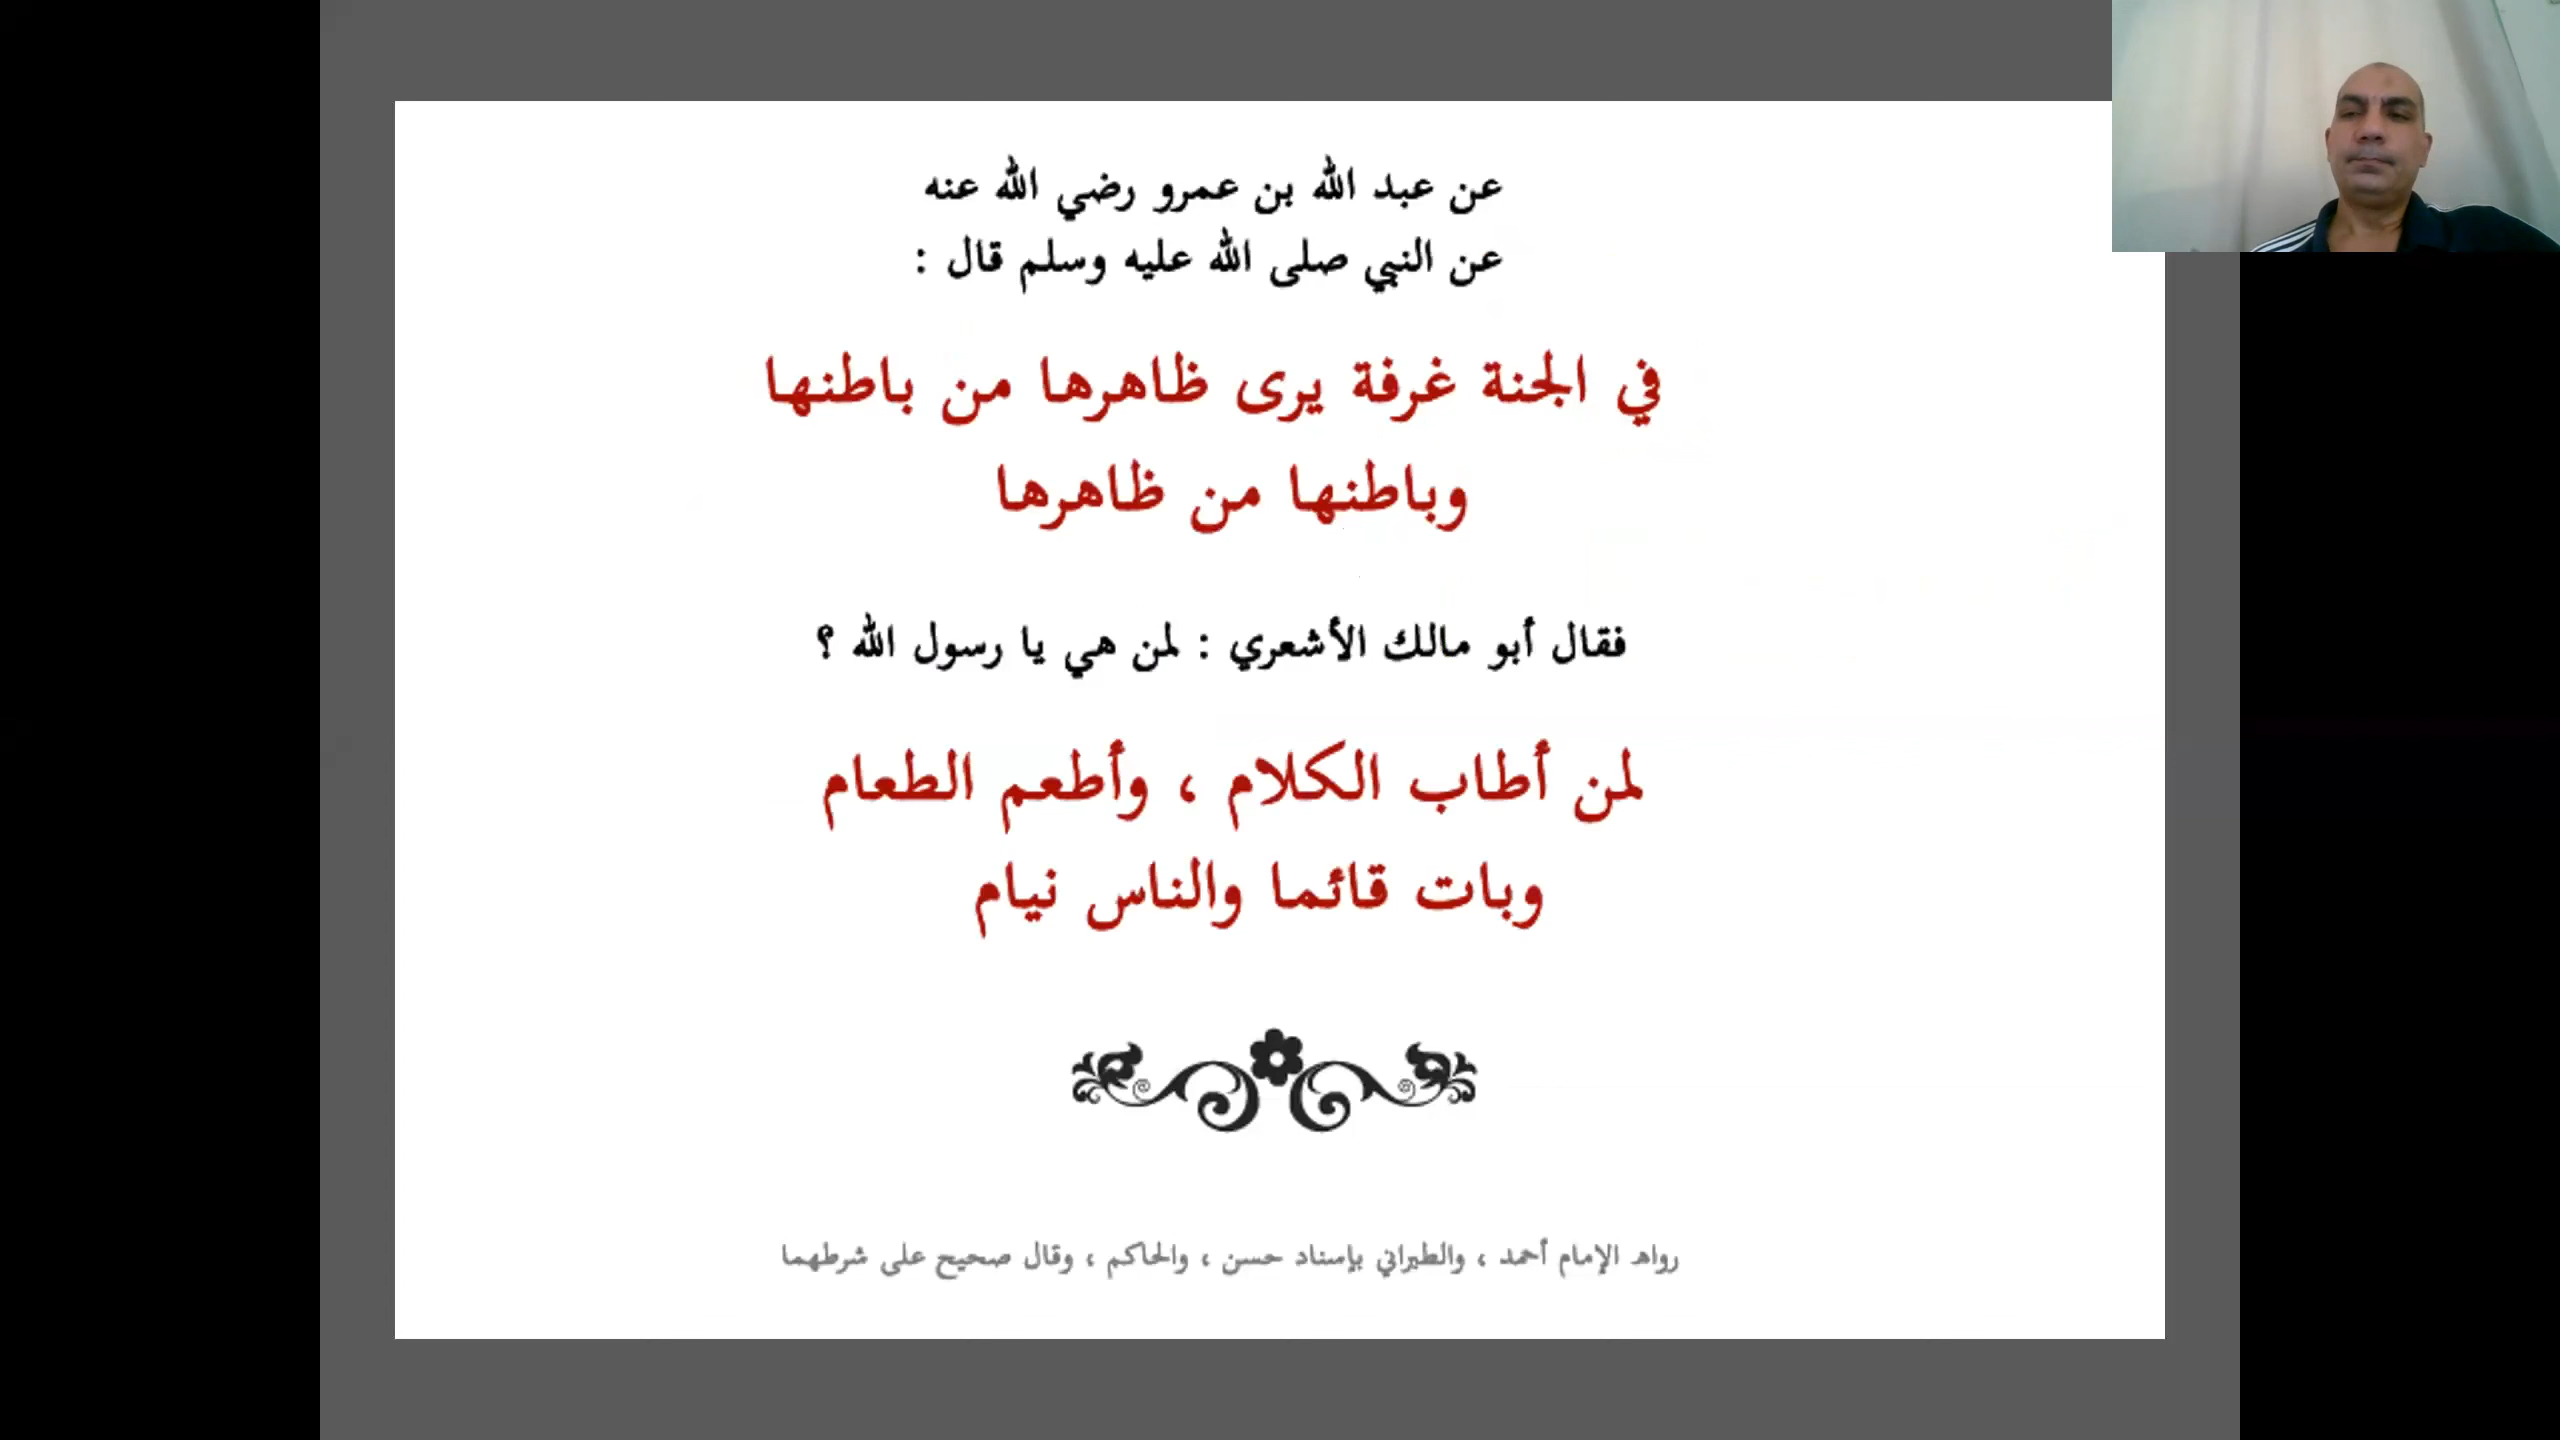 عن عبد الله بن عمرو رضي الله عنه
عن النبي صلى الله عليه وسلم قال :
في الجنة غرفة يرى ظاهرها من باطنها
وباطنها من ظاهرها
فقال أبو مالك الأشعري : لمن هي يا رسول الله ؟
لمن أطاب الكلام ، وأطعم الطعام
وبات قائما والناس نيام
رواه الإمام أحمد ، والطبراني بإسناد حسن ، والحاكم ، وقال صحيح على شرطهما